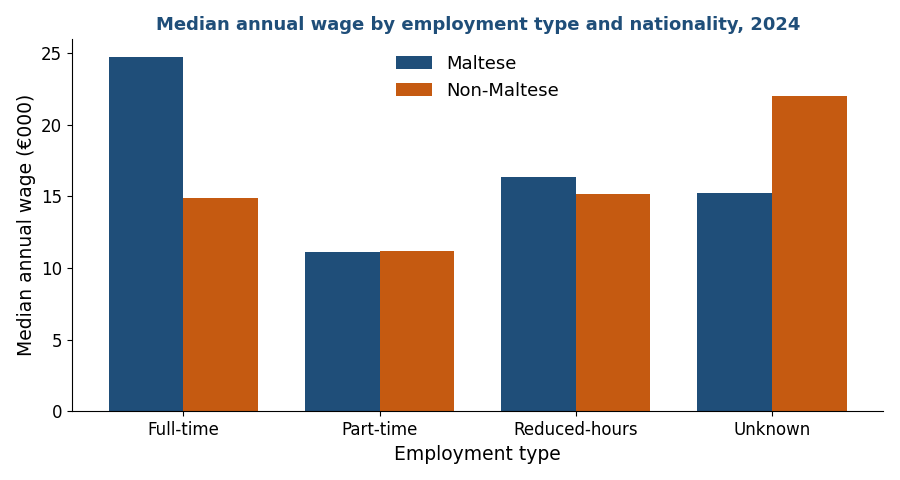 Median annual wage by employment type and nationality, 2024
Maltese
Non-Maltese
Median annual wage (€000)
25
20
15
10
5
0
Full-time
Part-time
Reduced-hours
Unknown
Employment type